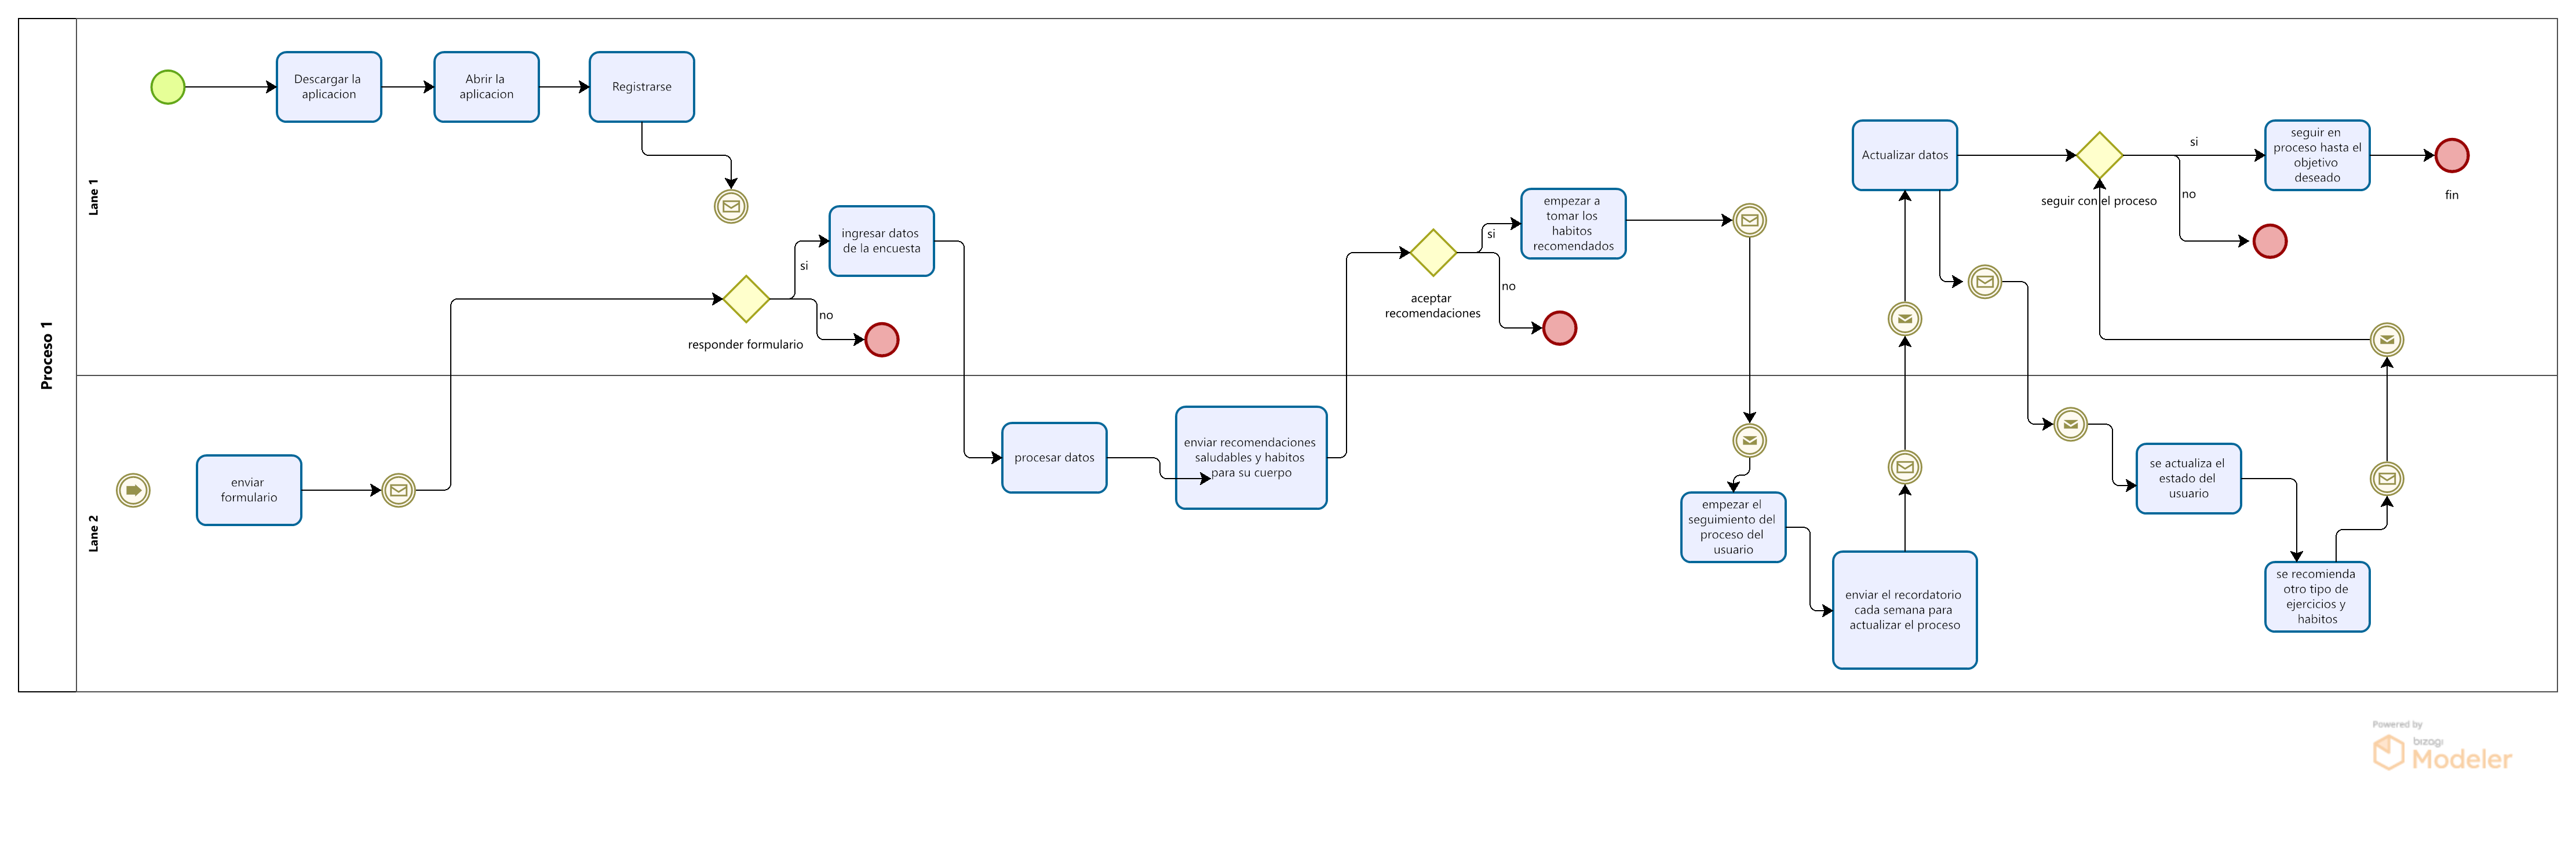 Proceso 1
Lane 1
Descargar la
aplicacion
Abrir la
aplicacion
Registrarse
ingresar datos
de la encuesta
si
no
responder formulario
aceptar
recomendaciones
si
no
empezar a
tomar los
habitos
recomendados
Actualizar datos
seguir con el proceso
si
no
seguir en
proceso hasta el
objetivo
deseado
fin
Lane 2
enviar
formulario
procesar datos
enviar recomendaciones
saludables y habitos
para su cuerpo
empezar el
seguimiento del
proceso del
usuario
enviar el recordatorio
cada semana para
actualizar el proceso
se actualiza el
estado del
usuario
se recomienda
otro tipo de
ejercicios y
habitos
Powered by
bizagi
Modeler